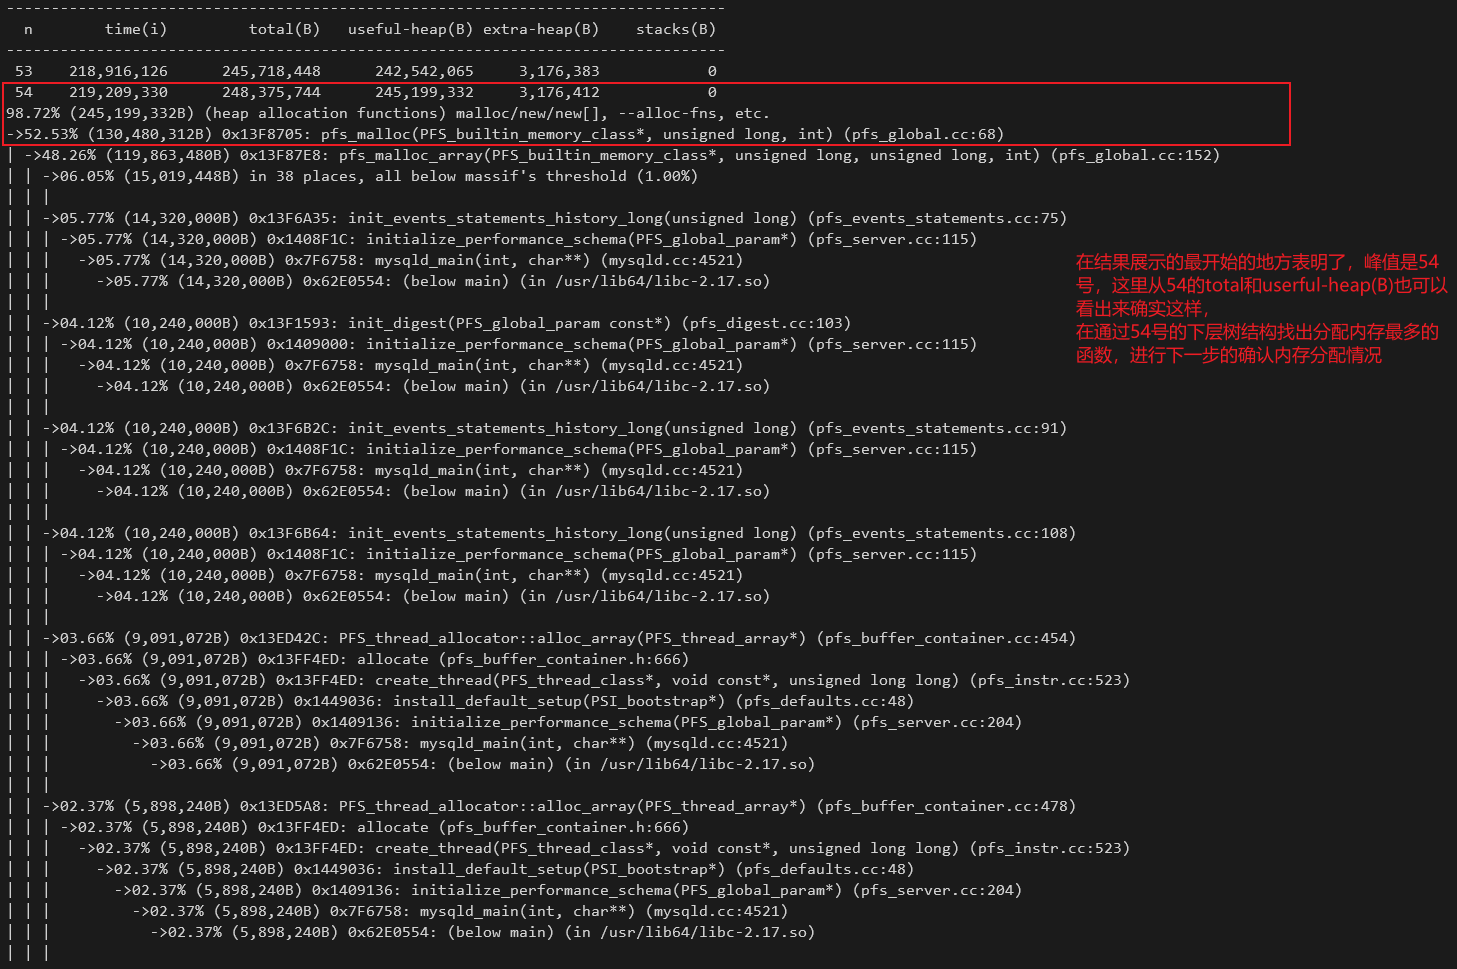 --------------------------------------------------------------------------------
  n        time(i)         total(B)   useful-heap(B) extra-heap(B)    stacks(B)
--------------------------------------------------------------------------------
 53    218,916,126      245,718,448      242,542,065     3,176,383            0
 54    219,209,330      248,375,744      245,199,332     3,176,412            0
98.72% (245,199,332B) (heap allocation functions) malloc/new/new[], --alloc-fns, etc.
->52.53% (130,480,312B) 0x13F8705: pfs_malloc(PFS_builtin_memory_class*, unsigned long, int) (pfs_global.cc:68)
| ->48.26% (119,863,480B) 0x13F87E8: pfs_malloc_array(PFS_builtin_memory_class*, unsigned long, unsigned long, int) (pfs_global.cc:152)
| | ->06.05% (15,019,448B) in 38 places, all below massif's threshold (1.00%)
| | |
| | ->05.77% (14,320,000B) 0x13F6A35: init_events_statements_history_long(unsigned long) (pfs_events_statements.cc:75)
| | | ->05.77% (14,320,000B) 0x1408F1C: initialize_performance_schema(PFS_global_param*) (pfs_server.cc:115)
| | |   ->05.77% (14,320,000B) 0x7F6758: mysqld_main(int, char**) (mysqld.cc:4521)
| | |     ->05.77% (14,320,000B) 0x62E0554: (below main) (in /usr/lib64/libc-2.17.so)
| | |
| | ->04.12% (10,240,000B) 0x13F1593: init_digest(PFS_global_param const*) (pfs_digest.cc:103)
| | | ->04.12% (10,240,000B) 0x1409000: initialize_performance_schema(PFS_global_param*) (pfs_server.cc:115)
| | |   ->04.12% (10,240,000B) 0x7F6758: mysqld_main(int, char**) (mysqld.cc:4521)
| | |     ->04.12% (10,240,000B) 0x62E0554: (below main) (in /usr/lib64/libc-2.17.so)
| | |
| | ->04.12% (10,240,000B) 0x13F6B2C: init_events_statements_history_long(unsigned long) (pfs_events_statements.cc:91)
| | | ->04.12% (10,240,000B) 0x1408F1C: initialize_performance_schema(PFS_global_param*) (pfs_server.cc:115)
| | |   ->04.12% (10,240,000B) 0x7F6758: mysqld_main(int, char**) (mysqld.cc:4521)
| | |     ->04.12% (10,240,000B) 0x62E0554: (below main) (in /usr/lib64/libc-2.17.so)
| | |
| | ->04.12% (10,240,000B) 0x13F6B64: init_events_statements_history_long(unsigned long) (pfs_events_statements.cc:108)
| | | ->04.12% (10,240,000B) 0x1408F1C: initialize_performance_schema(PFS_global_param*) (pfs_server.cc:115)
| | |   ->04.12% (10,240,000B) 0x7F6758: mysqld_main(int, char**) (mysqld.cc:4521)
| | |     ->04.12% (10,240,000B) 0x62E0554: (below main) (in /usr/lib64/libc-2.17.so)
| | |
| | ->03.66% (9,091,072B) 0x13ED42C: PFS_thread_allocator::alloc_array(PFS_thread_array*) (pfs_buffer_container.cc:454)
| | | ->03.66% (9,091,072B) 0x13FF4ED: allocate (pfs_buffer_container.h:666)
| | |   ->03.66% (9,091,072B) 0x13FF4ED: create_thread(PFS_thread_class*, void const*, unsigned long long) (pfs_instr.cc:523)
| | |     ->03.66% (9,091,072B) 0x1449036: install_default_setup(PSI_bootstrap*) (pfs_defaults.cc:48)
| | |       ->03.66% (9,091,072B) 0x1409136: initialize_performance_schema(PFS_global_param*) (pfs_server.cc:204)
| | |         ->03.66% (9,091,072B) 0x7F6758: mysqld_main(int, char**) (mysqld.cc:4521)
| | |           ->03.66% (9,091,072B) 0x62E0554: (below main) (in /usr/lib64/libc-2.17.so)
| | |
| | ->02.37% (5,898,240B) 0x13ED5A8: PFS_thread_allocator::alloc_array(PFS_thread_array*) (pfs_buffer_container.cc:478)
| | | ->02.37% (5,898,240B) 0x13FF4ED: allocate (pfs_buffer_container.h:666)
| | |   ->02.37% (5,898,240B) 0x13FF4ED: create_thread(PFS_thread_class*, void const*, unsigned long long) (pfs_instr.cc:523)
| | |     ->02.37% (5,898,240B) 0x1449036: install_default_setup(PSI_bootstrap*) (pfs_defaults.cc:48)
| | |       ->02.37% (5,898,240B) 0x1409136: initialize_performance_schema(PFS_global_param*) (pfs_server.cc:204)
| | |         ->02.37% (5,898,240B) 0x7F6758: mysqld_main(int, char**) (mysqld.cc:4521)
| | |           ->02.37% (5,898,240B) 0x62E0554: (below main) (in /usr/lib64/libc-2.17.so)
| | |
在结果展示的最开始的地方表明了，峰值是54
号，这里从54的total和userful-heap(B)也可以
看出来确实这样，
在通过54号的下层树结构找出分配内存最多的
函数，进行下一步的确认内存分配情况